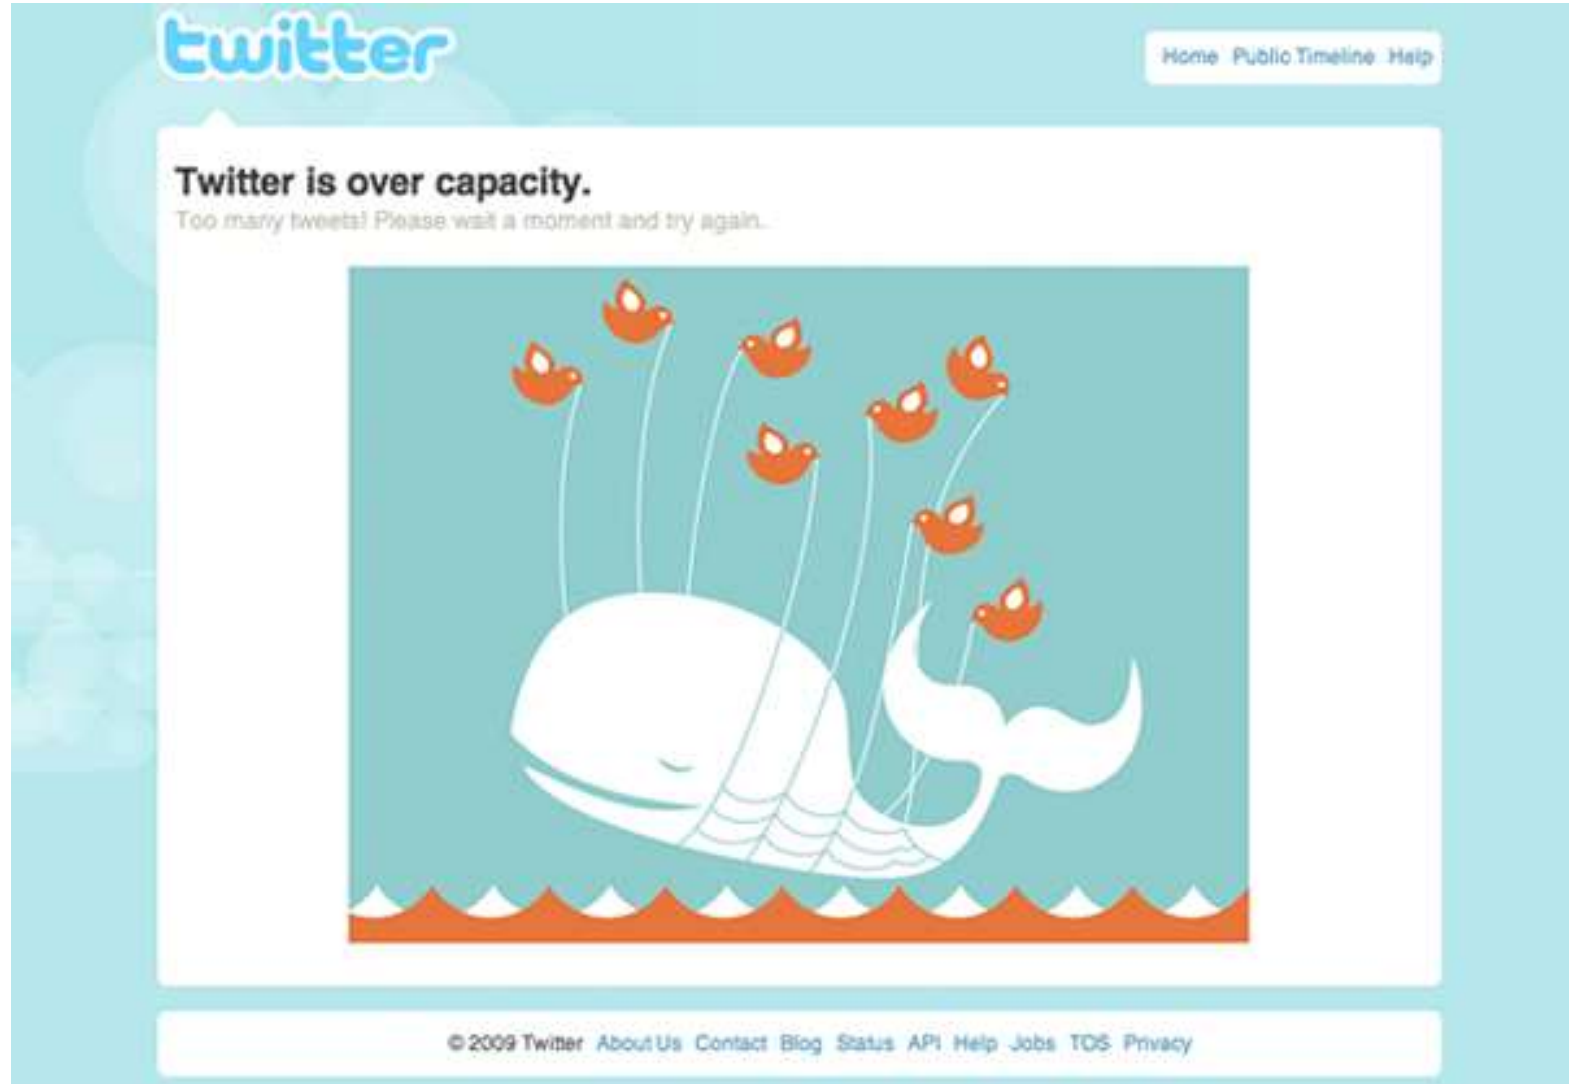 twitter
Home Public Timeline Help
Twitter is over capacity.
Too many tweets! Please wait a moment and try again.
© 2009 Twitter About Us Contact Blog Status API Help Jobs TOS Privacy